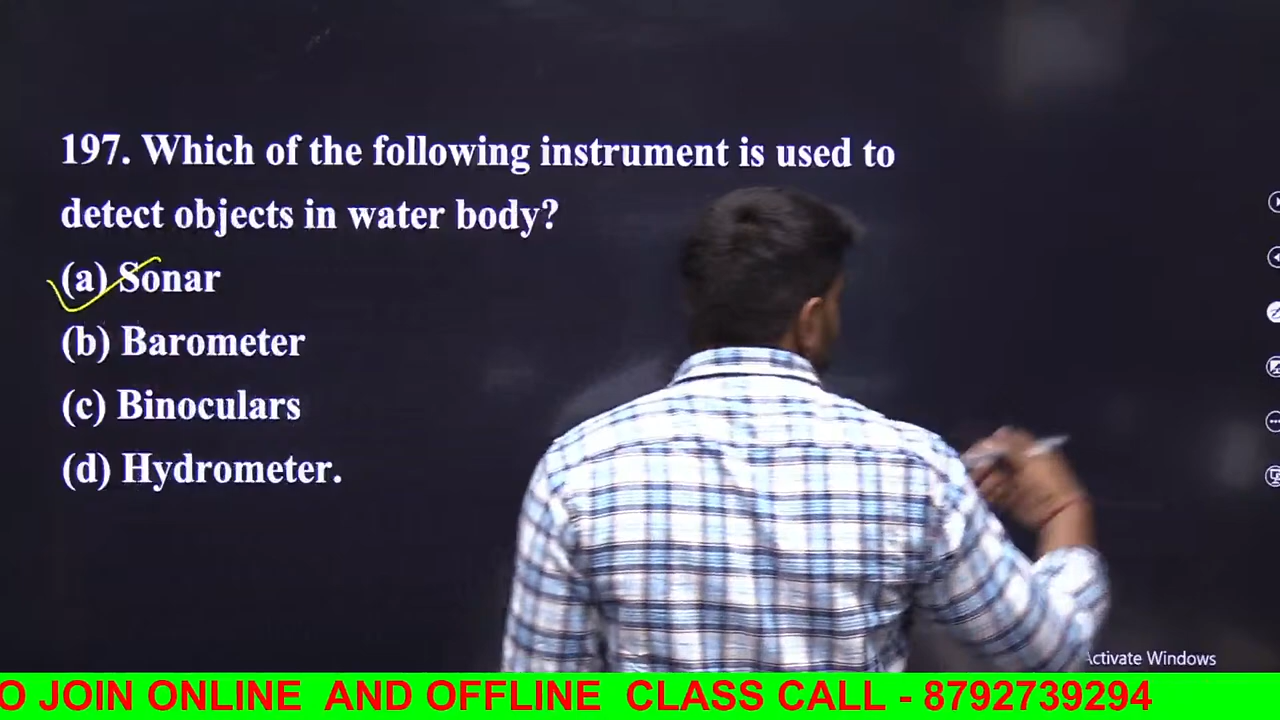 197. Which of the following instrument is used to
detect objects in water body?
(a) Sonar
(b) Barometer
(c) Binoculars
(d) Hydrometer.
Activate Windows
O JOIN ONLINE AND OFFLINE CLASS CALL - 8792739294